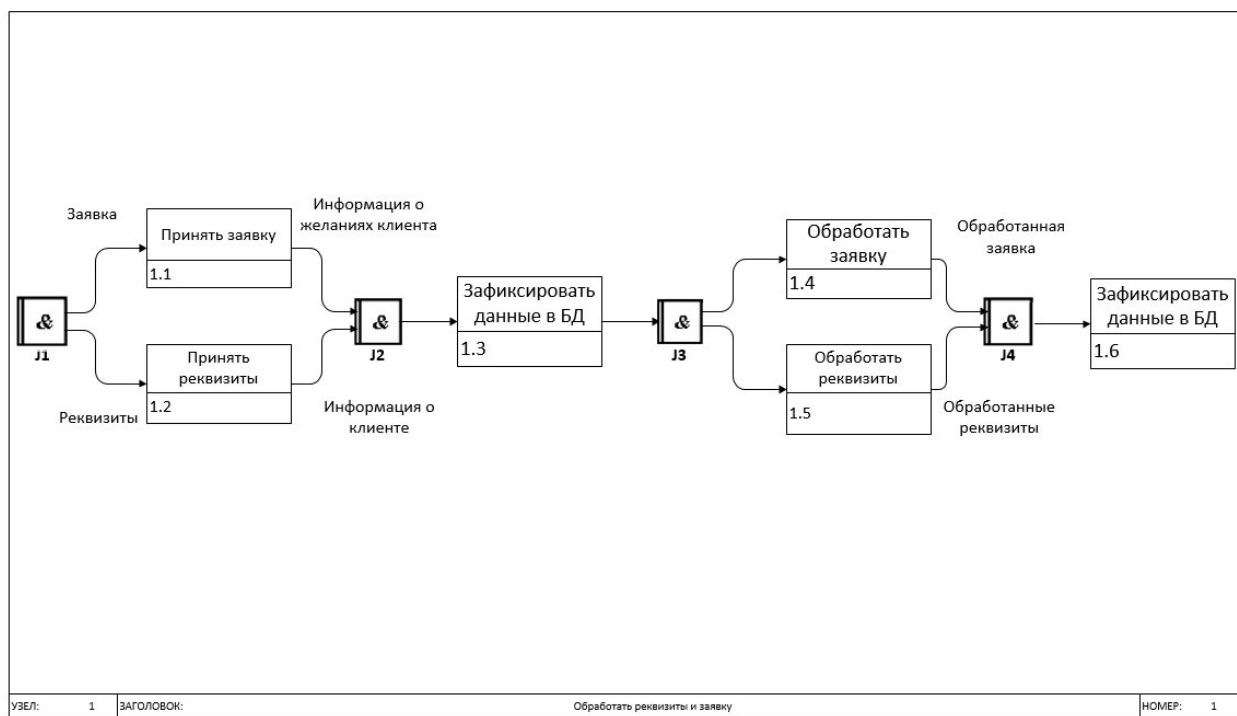 Заявка
Принять заявку
1.1
Информация о
желаниях клиента
&
J1
Реквизиты
Принять
реквизиты
1.2
Информация о
клиенте
&
J2
Зафиксировать
данные в БД
1.3
&
J3
Обработать
заявку
1.4
Обработанная
заявка
Обработать
реквизиты
1.5
Обработанные
реквизиты
&
J4
Зафиксировать
данные в БД
1.6
УЗЕЛ: 1 ЗАГОЛОВОК: Обработать реквизиты и заявку НОМЕР: 1